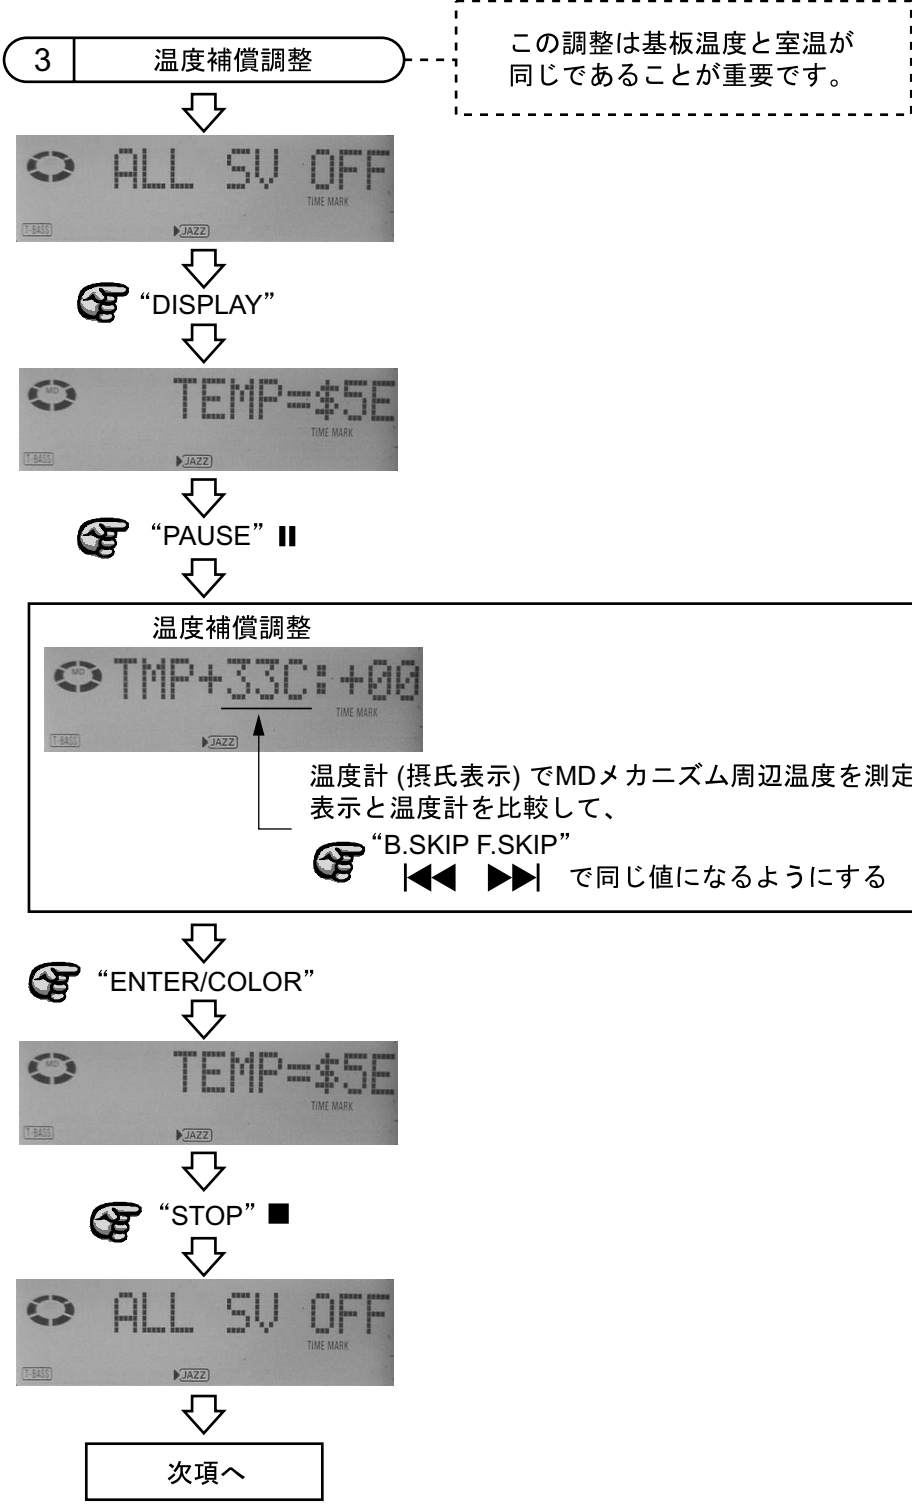 3 温度補償調整
この調整は基板温度と室温が
同じであることが重要です。
ALL SV OFF
TIME MARK
T-BASS
JAZZ
“DISPLAY”
MD
TEMP=$5E
TIME MARK
T-BASS
JAZZ
“PAUSE”
温度補償調整
MD
TMP+33C:+00
TIME MARK
T-BASS
JAZZ
温度計 (摂氏表示) でMDメカニズム周辺温度を測定
表示と温度計を比較して、
“B.SKIP F.SKIP”
で同じ値になるようにする
“ENTER/COLOR”
MD
TEMP=$5E
TIME MARK
T-BASS
JAZZ
“STOP”
ALL SV OFF
TIME MARK
T-BASS
JAZZ
次項へ